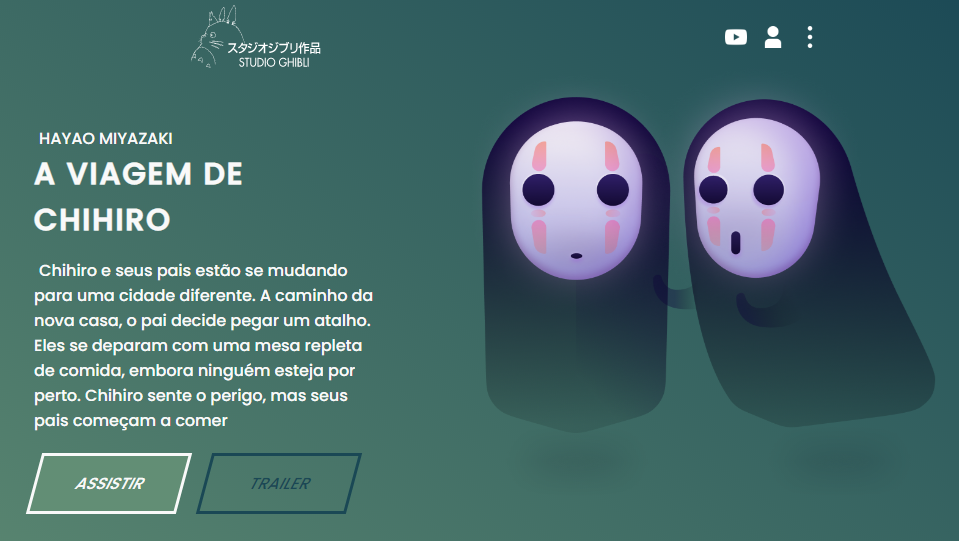 スタジオジブリ作品
STUDIO GHIBLI
HAYAO MIYAZAKI
A VIAGEM DE
CHIHIRO
Chihiro e seus pais estão se mudando
para uma cidade diferente. A caminho da
nova casa, o pai decide pegar um atalho.
Eles se deparam com uma mesa repleta
de comida, embora ninguém esteja por
perto. Chihiro sente o perigo, mas seus
pais começam a comer
ASSISTIR
TRAILER